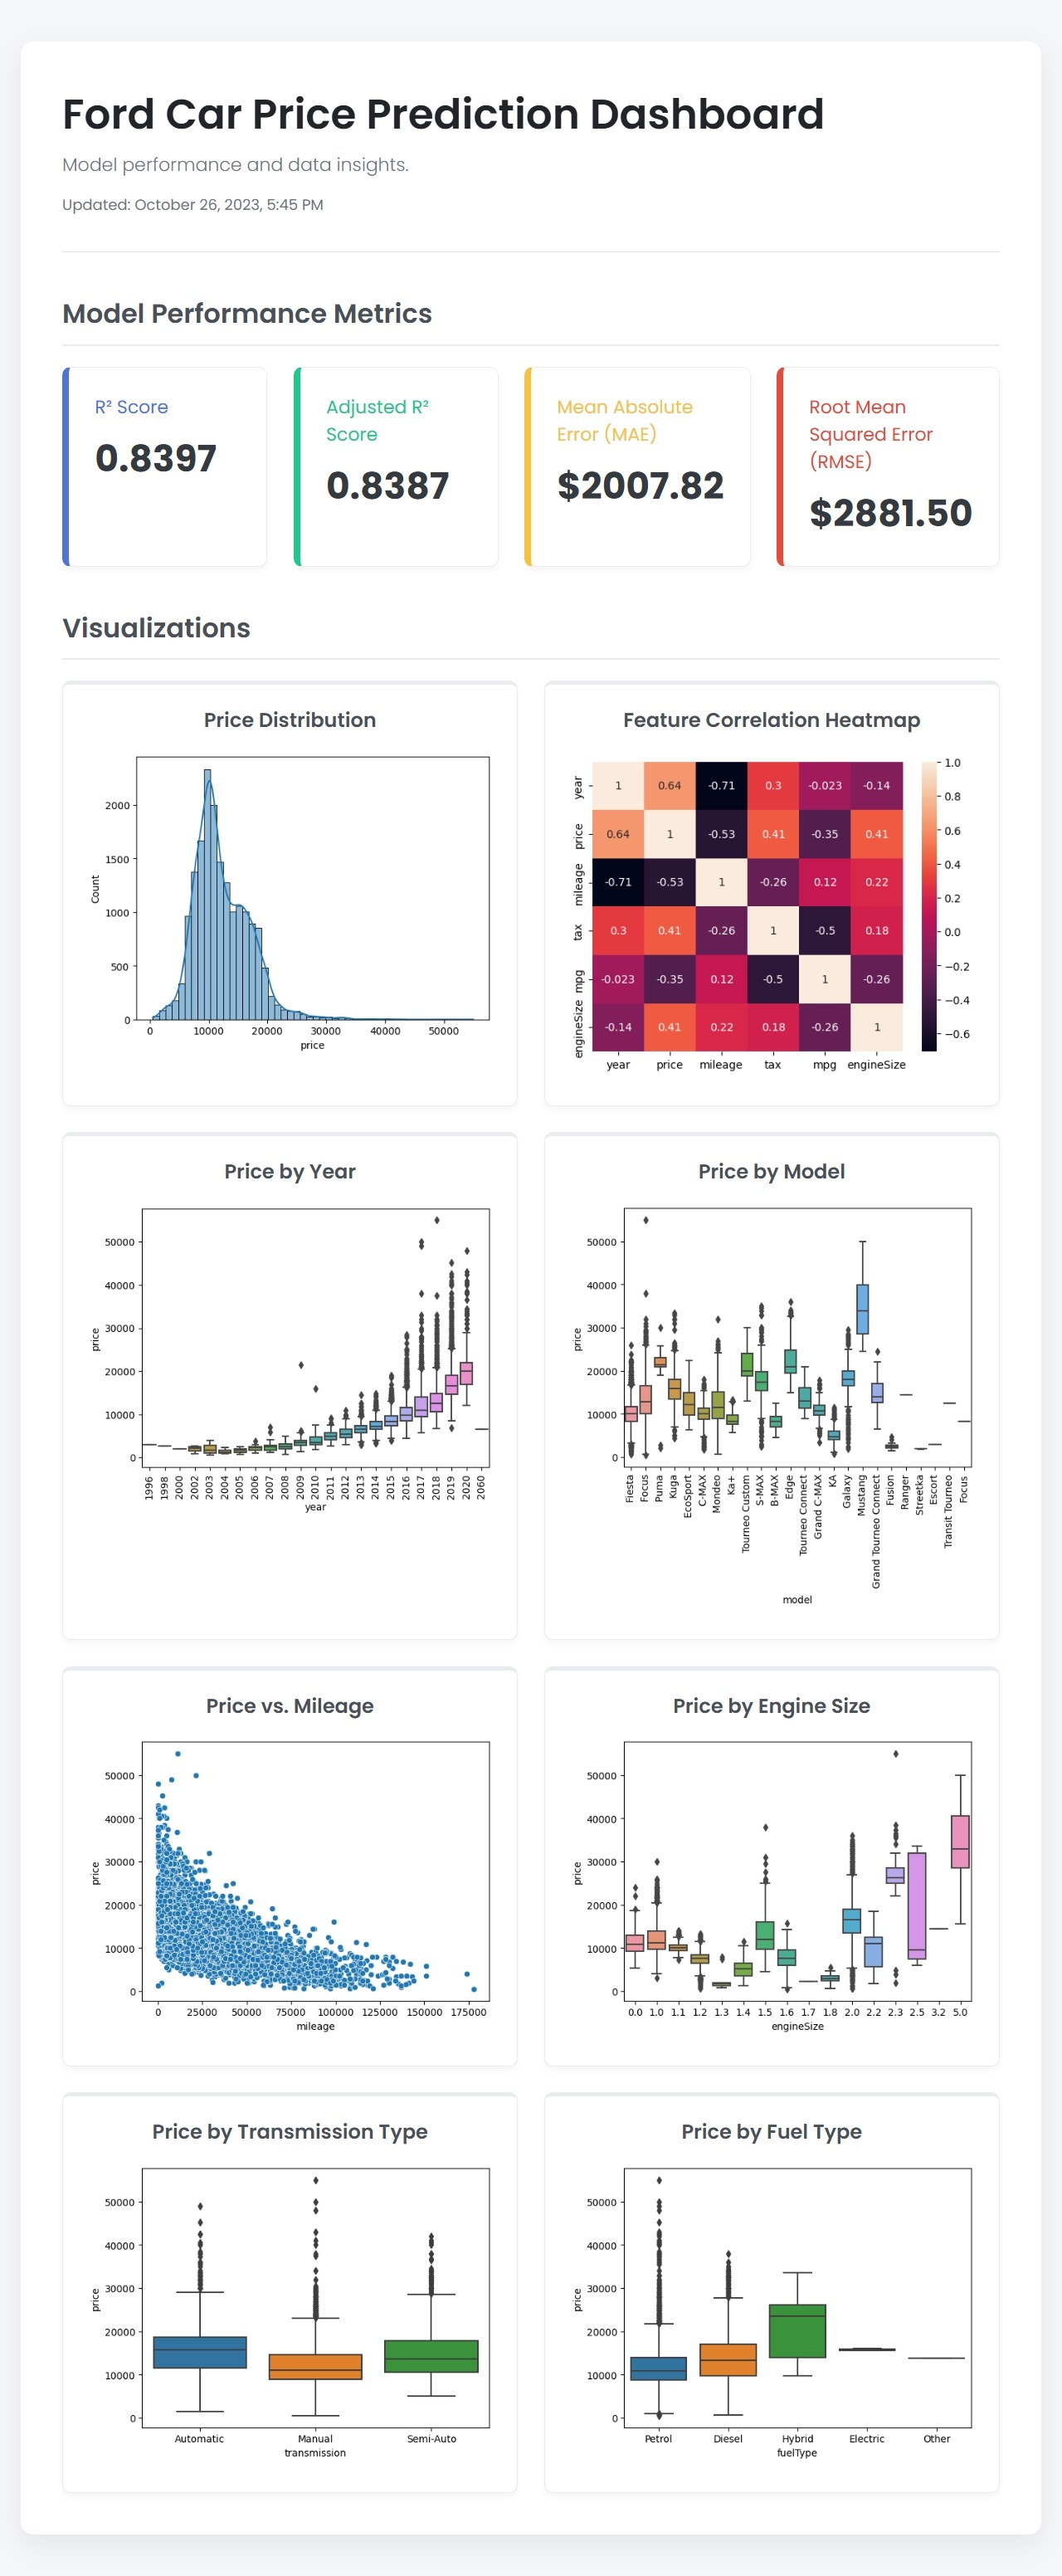 Ford Car Price Prediction Dashboard
Model performance and data insights.
Updated: October 26, 2023, 5:45 PM
Model Performance Metrics
R² Score
0.8397
Adjusted R²
Score
0.8387
Mean Absolute
Error (MAE)
$2007.82
Root Mean
Squared Error
(RMSE)
$2881.50
Visualizations
Price Distribution
Count
2000
1500
1000
500
0
0 10000 20000 30000 40000 50000
price
Feature Correlation Heatmap
year 1 0.64 -0.71 0.3 -0.023 -0.14
price 0.64 1 -0.53 0.41 -0.35 0.41
mileage -0.71 -0.53 1 -0.26 0.12 0.22
tax 0.3 0.41 -0.26 1 -0.5 0.18
mpg -0.023 -0.35 0.12 -0.5 1 -0.26
engineSize -0.14 0.41 0.22 0.18 -0.26 1
year price mileage tax mpg engineSize
1.0
0.8
0.6
0.4
0.2
0.0
−0.2
−0.4
−0.6
Price by Year
price
50000
40000
30000
20000
10000
0
1996 1998 2000 2002 2003 2004 2005 2006 2007 2008 2009 2010 2011 2012 2013 2014 2015 2016 2017 2018 2019 2020 2060
year
Price by Model
price
50000
40000
30000
20000
10000
0
Fiesta Focus Puma Kuga EcoSport C-MAX Mondeo Ka+ Tourneo Custom S-MAX B-MAX Edge Tourneo Connect Grand C-MAX KA Galaxy Mustang Grand Tourneo Connect Fusion Ranger Streetka Escort Transit Tourneo Focus
model
Price vs. Mileage
price
50000
40000
30000
20000
10000
0
0 25000 50000 75000 100000 125000 150000 175000
mileage
Price by Engine Size
price
50000
40000
30000
20000
10000
0
0.0 1.0 1.1 1.2 1.3 1.4 1.5 1.6 1.7 1.8 2.0 2.2 2.3 2.5 3.2 5.0
engineSize
Price by Transmission Type
price
50000
40000
30000
20000
10000
0
Automatic Manual Semi-Auto
transmission
Price by Fuel Type
price
50000
40000
30000
20000
10000
0
Petrol Diesel Hybrid Electric Other
fuelType